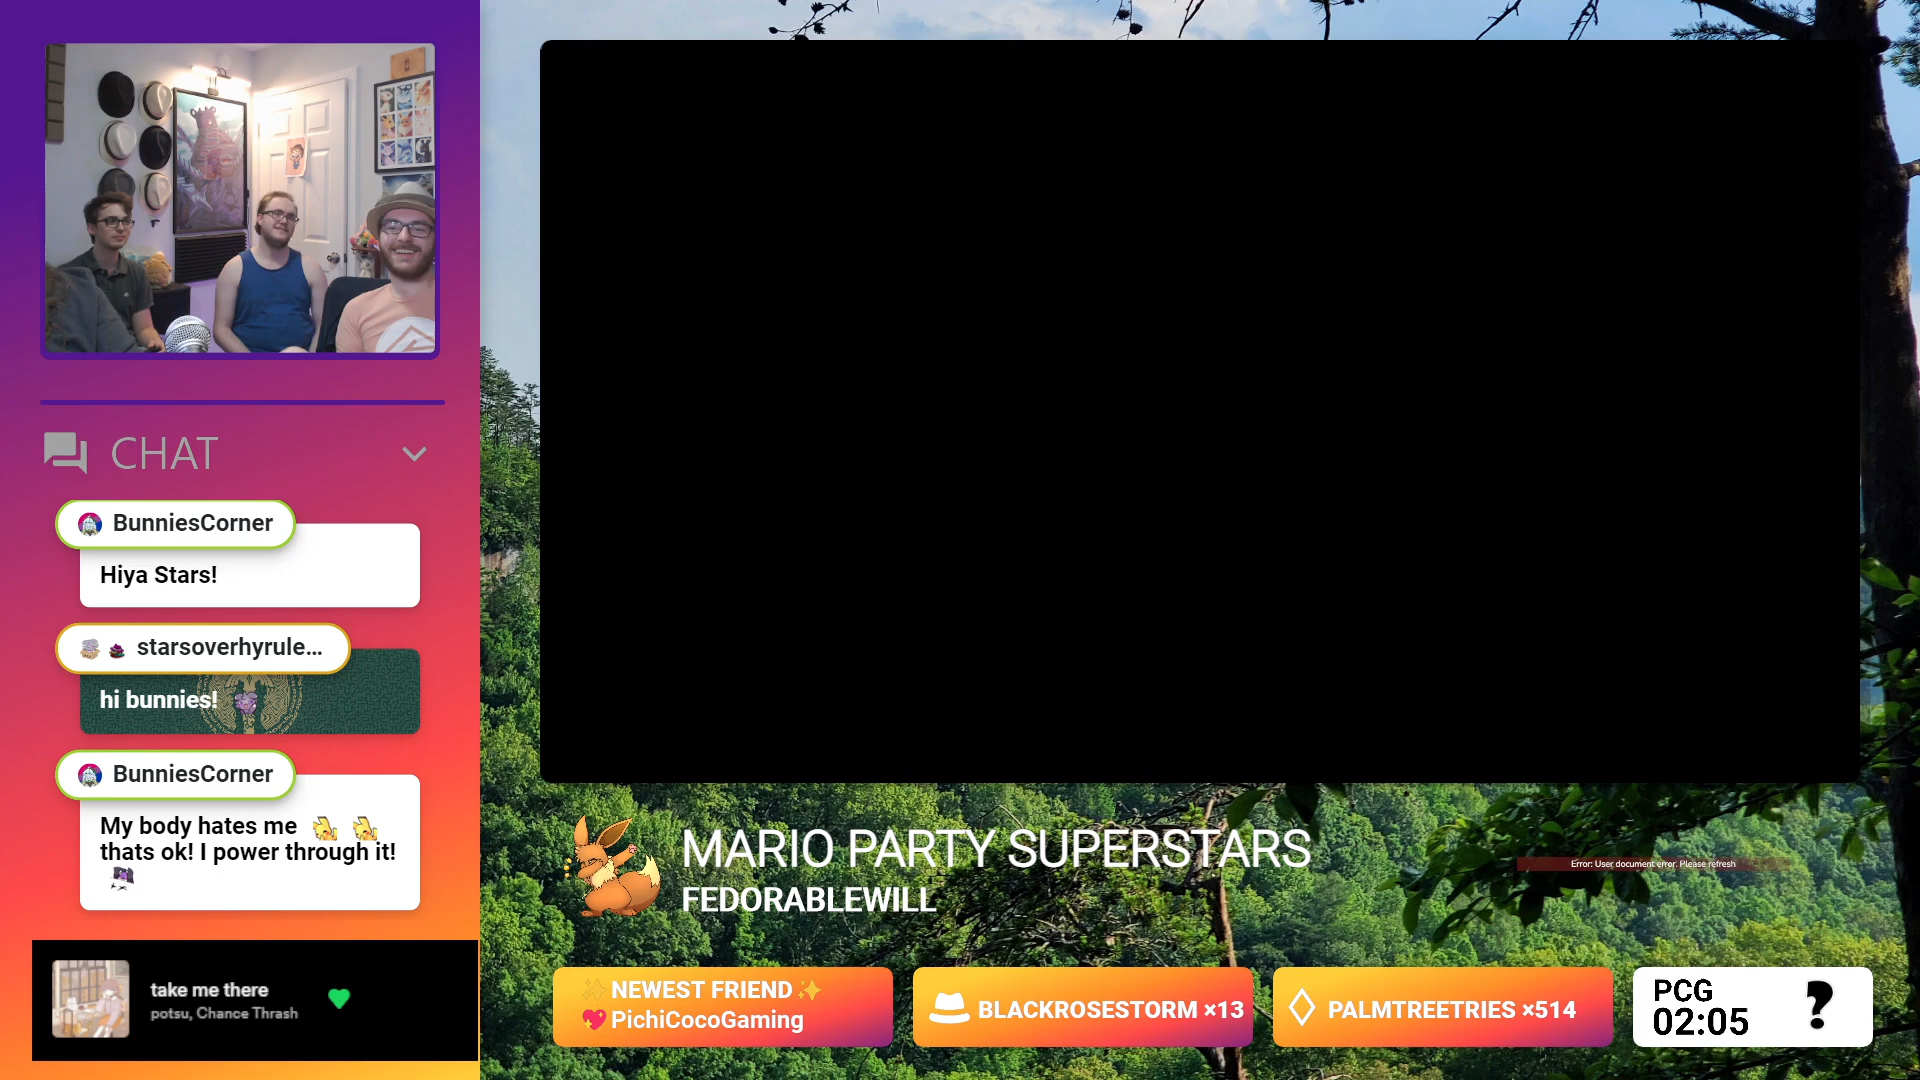 CHAT
BunniesCorner
Hiya Stars!
starsoverhyrule...
hi bunnies!
BunniesCorner
My body hates me
thats ok! I power through it!
take me there
potsu, Chance Thrash
MARIO PARTY SUPERSTARS
FEDORABLEWILL
Error: User document error. Please refresh
NEWEST FRIEND
PichiCocoGaming
BLACKROSESTORM ×13
PALMTREETRIES ×514
PCG
02:05
?